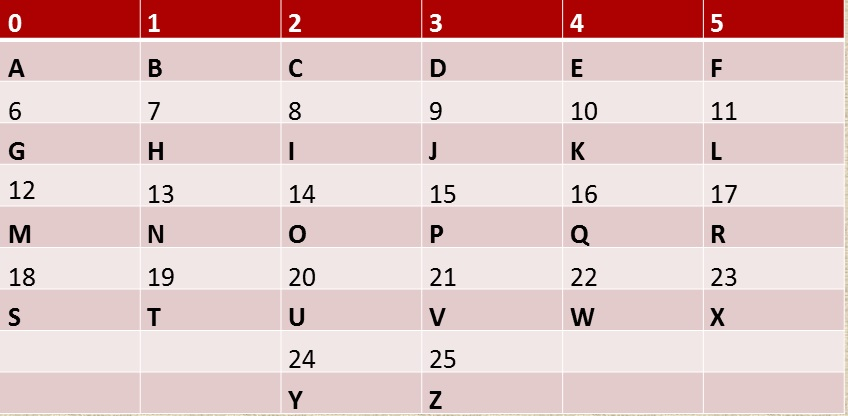 0 1 2 3 4 5
A B C D E F
6 7 8 9 10 11
G H I J K L
12 13 14 15 16 17
M N O P Q R
18 19 20 21 22 23
S T U V W X
24 25
Y Z